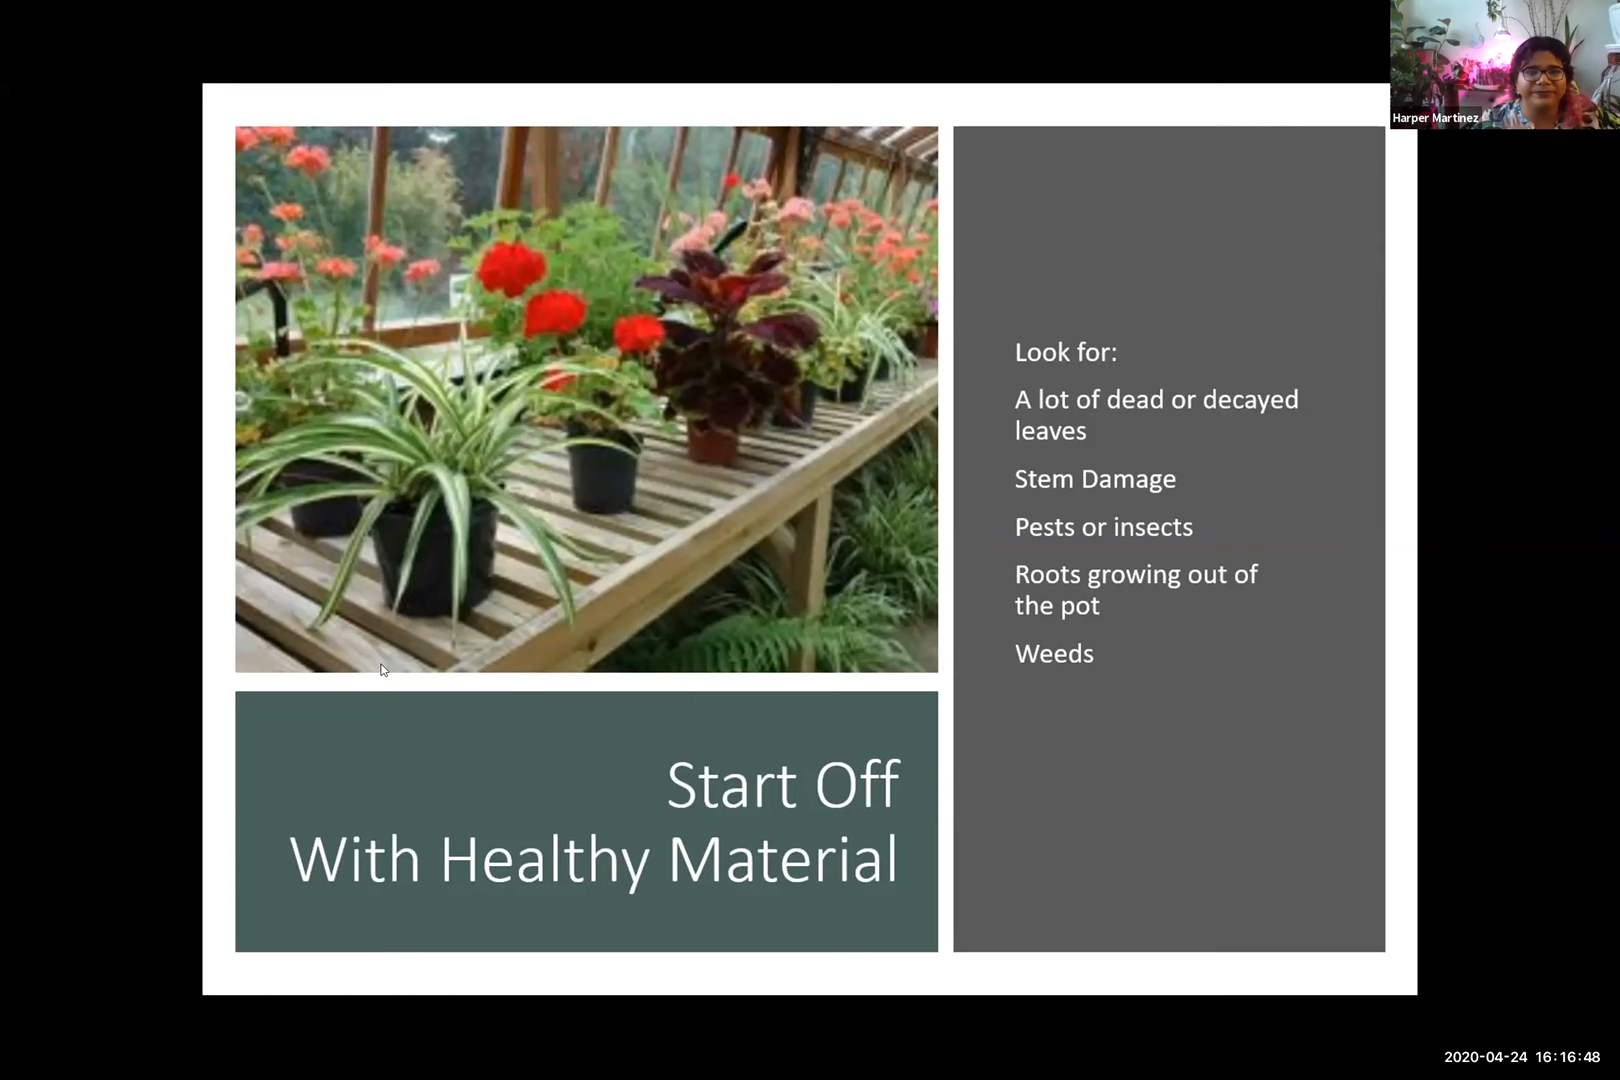 Harper Martinez
Look for:
A lot of dead or decayed
leaves
Stem Damage
Pests or insects
Roots growing out of
the pot
Weeds
Start Off
With Healthy Material
2020-04-24 16:16:48